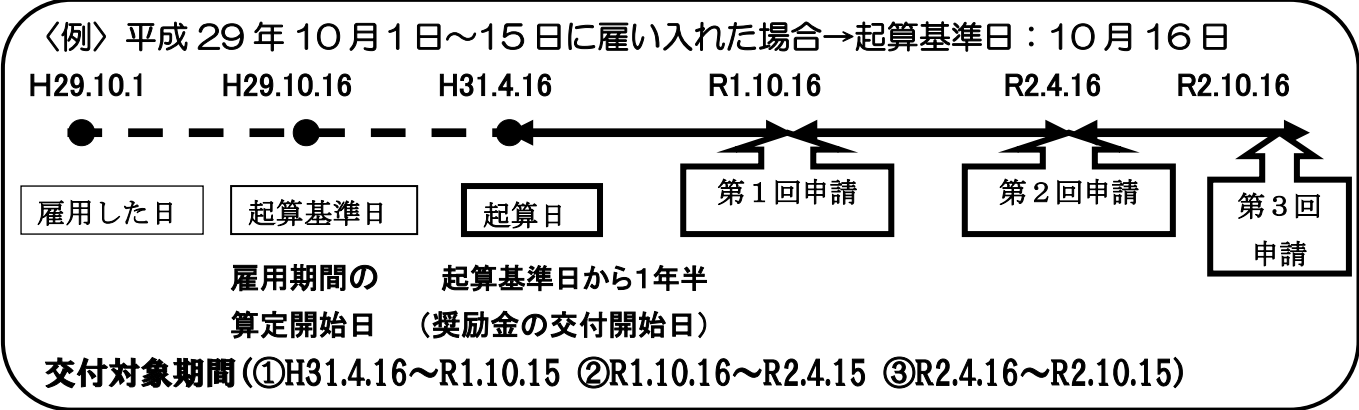 〈例〉平成29年10月1日～15日に雇い入れた場合→起算基準日：10月16日
H29.10.1 H29.10.16 H31.4.16 R1.10.16 R2.4.16 R2.10.16
雇用した日 起算基準日 起算日 第１回申請 第２回申請 第３回
申請
雇用期間の 起算基準日から1年半
算定開始日 （奨励金の交付開始日）
交付対象期間(①H31.4.16～R1.10.15 ②R1.10.16～R2.4.15 ③R2.4.16～R2.10.15)